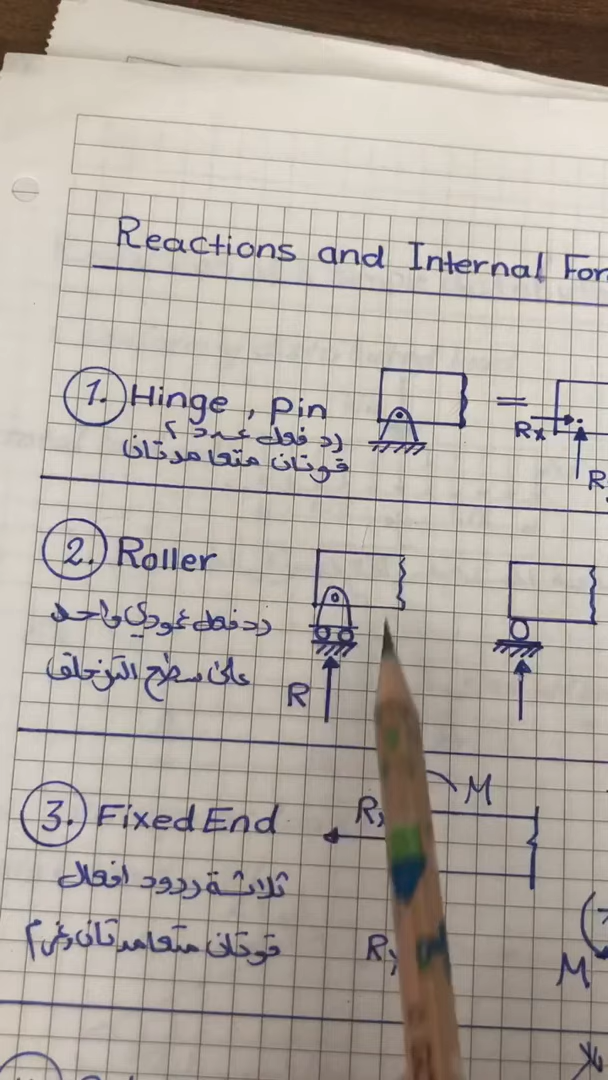 Reactions and Internal For
1. Hinge, pin
رد فعل عدد ٢
قوتان متعامدتان
Rx
R
2. Roller
رد فعل عمودي واحد
على سطح التزحلق
R
M
3. Fixed End
Rx
ثلاثة ردود افعال
قوتان متعامدتان وعزم
Ry
M